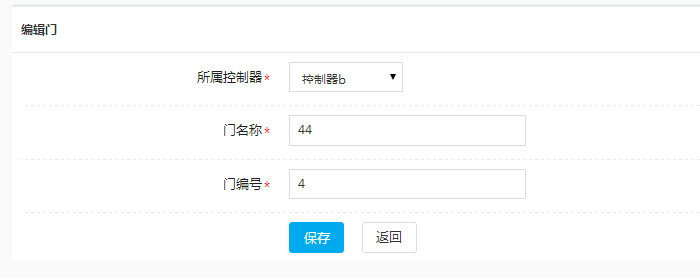 编辑门
所属控制器* 控制器b
门名称* 44
门编号* 4
保存 返回